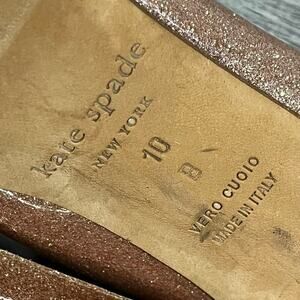 kate spade
NEW YORK
10 B
VERO CUOIO
MADE IN ITALY